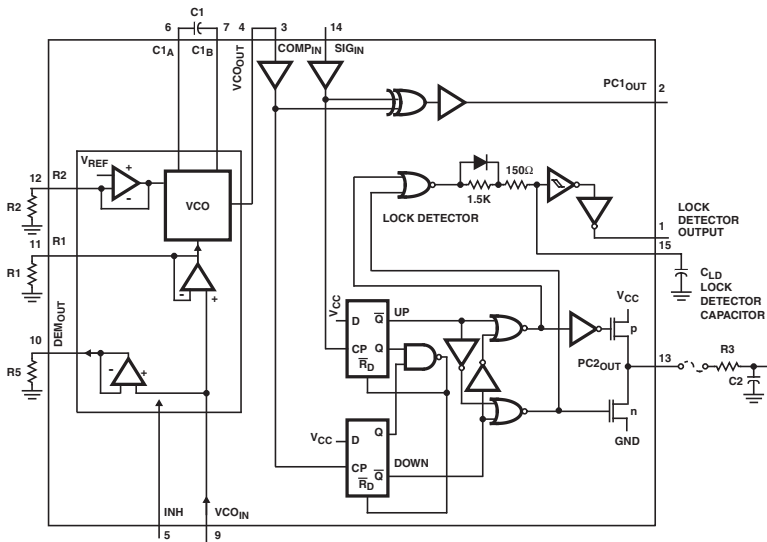 C1
6
7
4
3
14
C1A
C1B
VCOOUT
COMPIN
SIGIN
PC1OUT
2
12
R2
VREF
+
-
R2
VCO
150Ω
1.5K
LOCK DETECTOR
LOCK
DETECTOR
OUTPUT
1
15
11
R1
R1
-
+
CLD
LOCK
DETECTOR
CAPACITOR
VCC
D
Q̅
UP
CP
Q
R̅D
VCC
p
PC2OUT
13
R3
C2
n
GND
DEMOUT
10
R5
-
+
VCC
D
Q
CP
Q̅
R̅D
DOWN
INH
5
VCOIN
9